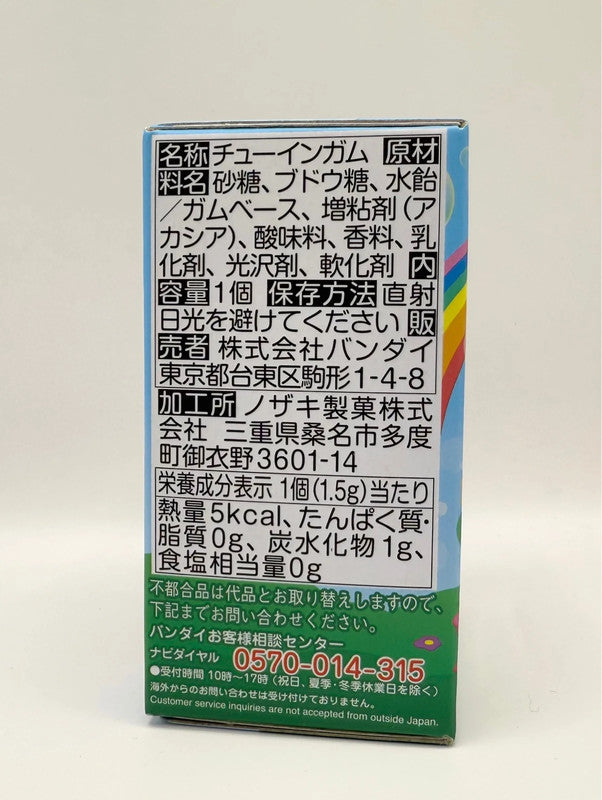 名称 チューインガム 原材
料名 砂糖、ブドウ糖、水飴
／ガムベース、増粘剤（ア
カシア）、酸味料、香料、乳
化剤、光沢剤、軟化剤 内
容量 1個 保存方法 直射
日光を避けてください 販
売者 株式会社バンダイ
東京都台東区駒形1-4-8
加工所 ノザキ製菓株式
会社 三重県桑名市多度
町御衣野3601-14
栄養成分表示 1個(1.5g)当たり
熱量5kcal、たんぱく質・
脂質0g、炭水化物1g、
食塩相当量0g
不都合品は代品とお取り替えしますので、
下記までお問い合わせください。
バンダイお客様相談センター
ナビダイヤル 0570-014-315
●受付時間 10時～17時（祝日、夏季・冬季休業日を除く）
海外からのお問い合わせは受け付けておりません。
Customer service inquiries are not accepted from outside Japan.